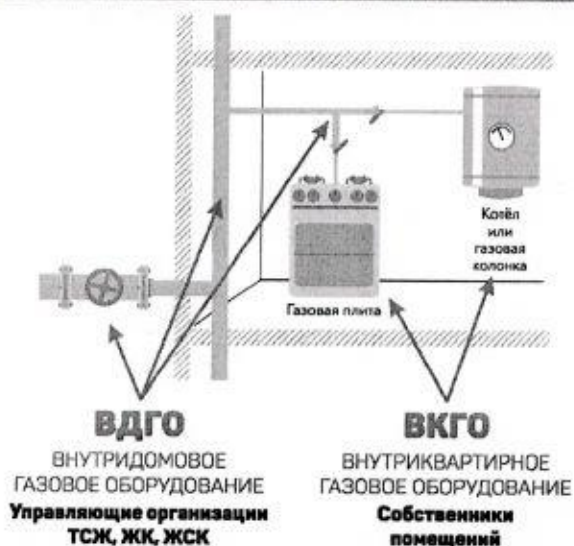 Котёл
или
газовая
колонка
Газовая плита
ВДГО
ВНУТРИДОМОВОЕ
ГАЗОВОЕ ОБОРУДОВАНИЕ
Управляющие организации
ТСЖ, ЖК, ЖСК
ВКГО
ВНУТРИКВАРТИРНОЕ
ГАЗОВОЕ ОБОРУДОВАНИЕ
Собственники
помещений